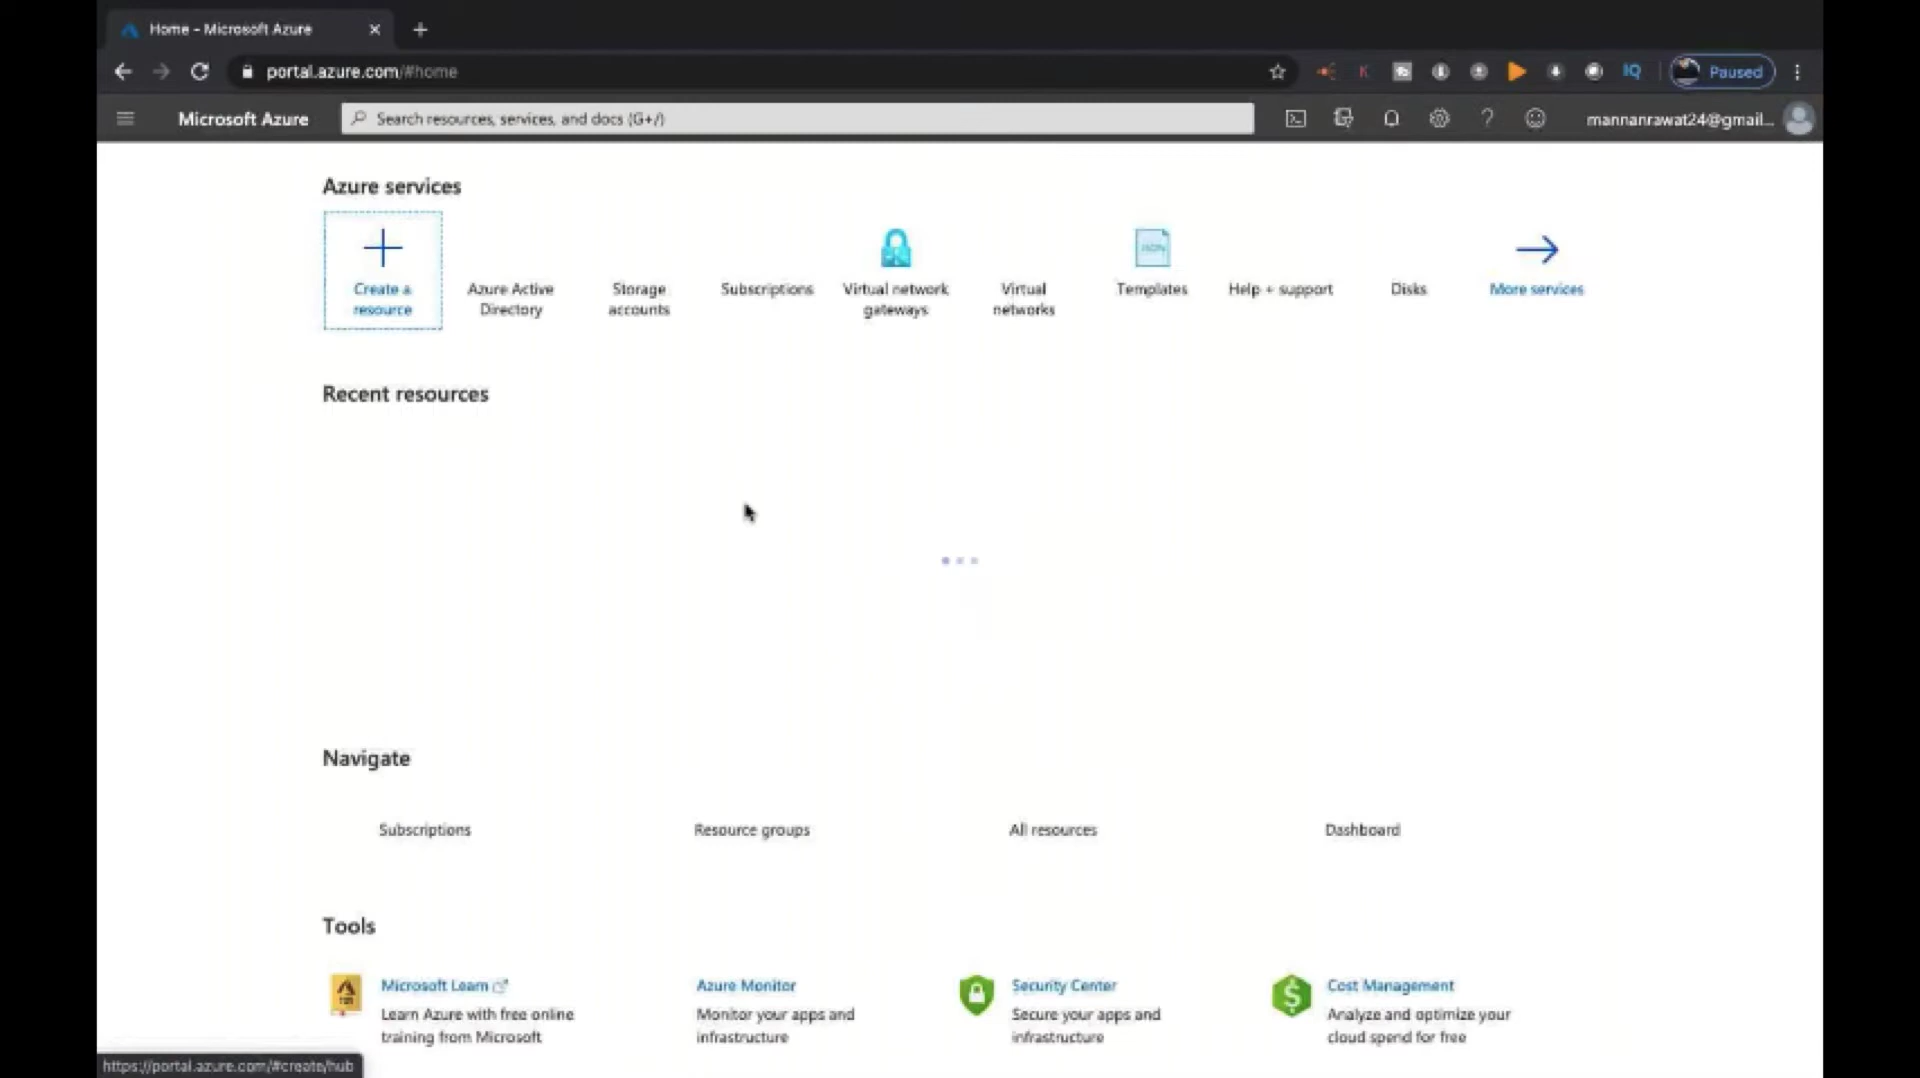 Home - Microsoft Azure
portal.azure.com/#home
K
IQ
Paused
Microsoft Azure
Search resources, services, and docs (G+/)
mannanrawat24@gmail...
Azure services
Create a
resource
Azure Active
Directory
Storage
accounts
Subscriptions
Virtual network
gateways
Virtual
networks
JSON
Templates
Help + support
Disks
More services
Recent resources
Navigate
Subscriptions
Resource groups
All resources
Dashboard
Tools
Microsoft Learn
Learn Azure with free online
training from Microsoft
Azure Monitor
Monitor your apps and
infrastructure
Security Center
Secure your apps and
infrastructure
Cost Management
Analyze and optimize your
cloud spend for free
https://portal.azure.com/#create/hub